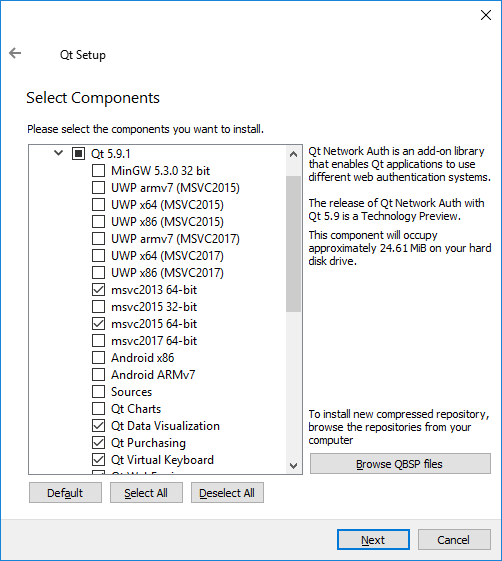 Qt Setup
Select Components
Please select the components you want to install.
Qt 5.9.1
MinGW 5.3.0 32 bit
UWP armv7 (MSVC2015)
UWP x64 (MSVC2015)
UWP x86 (MSVC2015)
UWP armv7 (MSVC2017)
UWP x64 (MSVC2017)
UWP x86 (MSVC2017)
msvc2013 64-bit
msvc2015 32-bit
msvc2015 64-bit
msvc2017 64-bit
Android x86
Android ARMv7
Sources
Qt Charts
Qt Data Visualization
Qt Purchasing
Qt Virtual Keyboard
Qt Network Auth is an add-on library
that enables Qt applications to use
different web authentication systems.
The release of Qt Network Auth with
Qt 5.9 is a Technology Preview.
This component will occupy
approximately 24.61 MiB on your hard
disk drive.
To install new compressed repository,
browse the repositories from your
computer
Browse QBSP files
Default
Select All
Deselect All
Next
Cancel